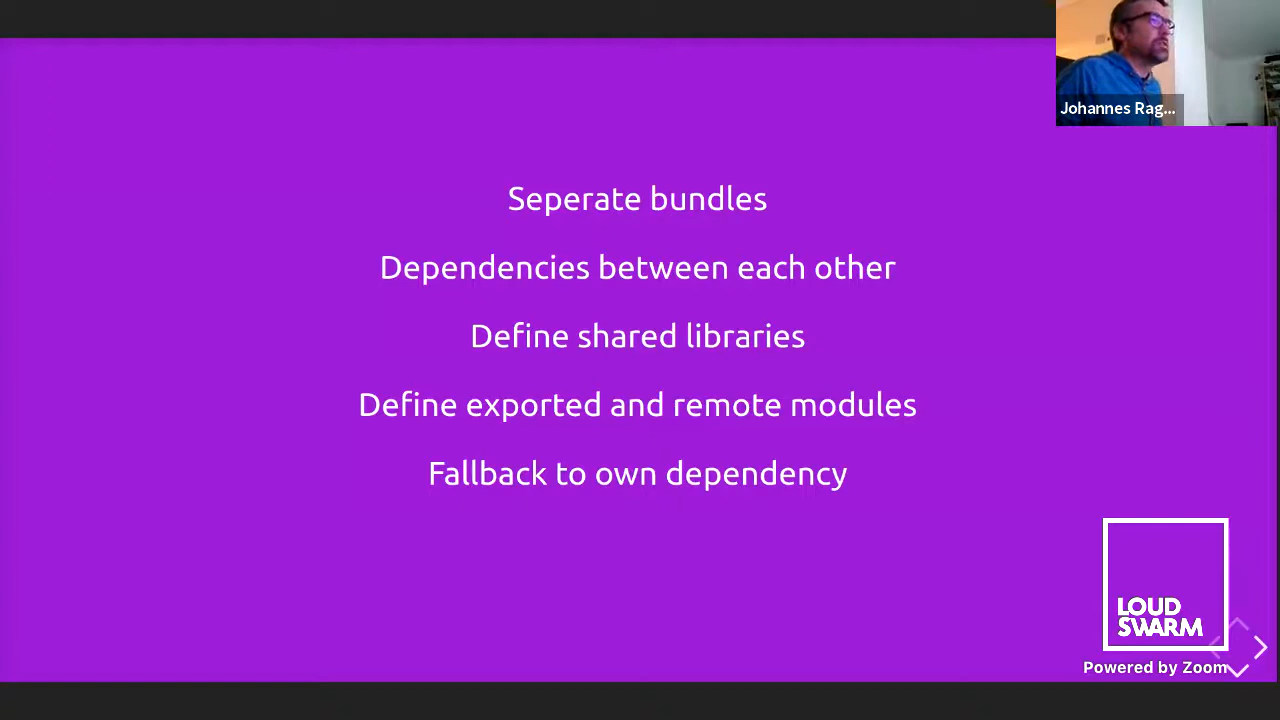 Johannes Rag...
Seperate bundles
Dependencies between each other
Define shared libraries
Define exported and remote modules
Fallback to own dependency
LOUD
SWARM
Powered by Zoom